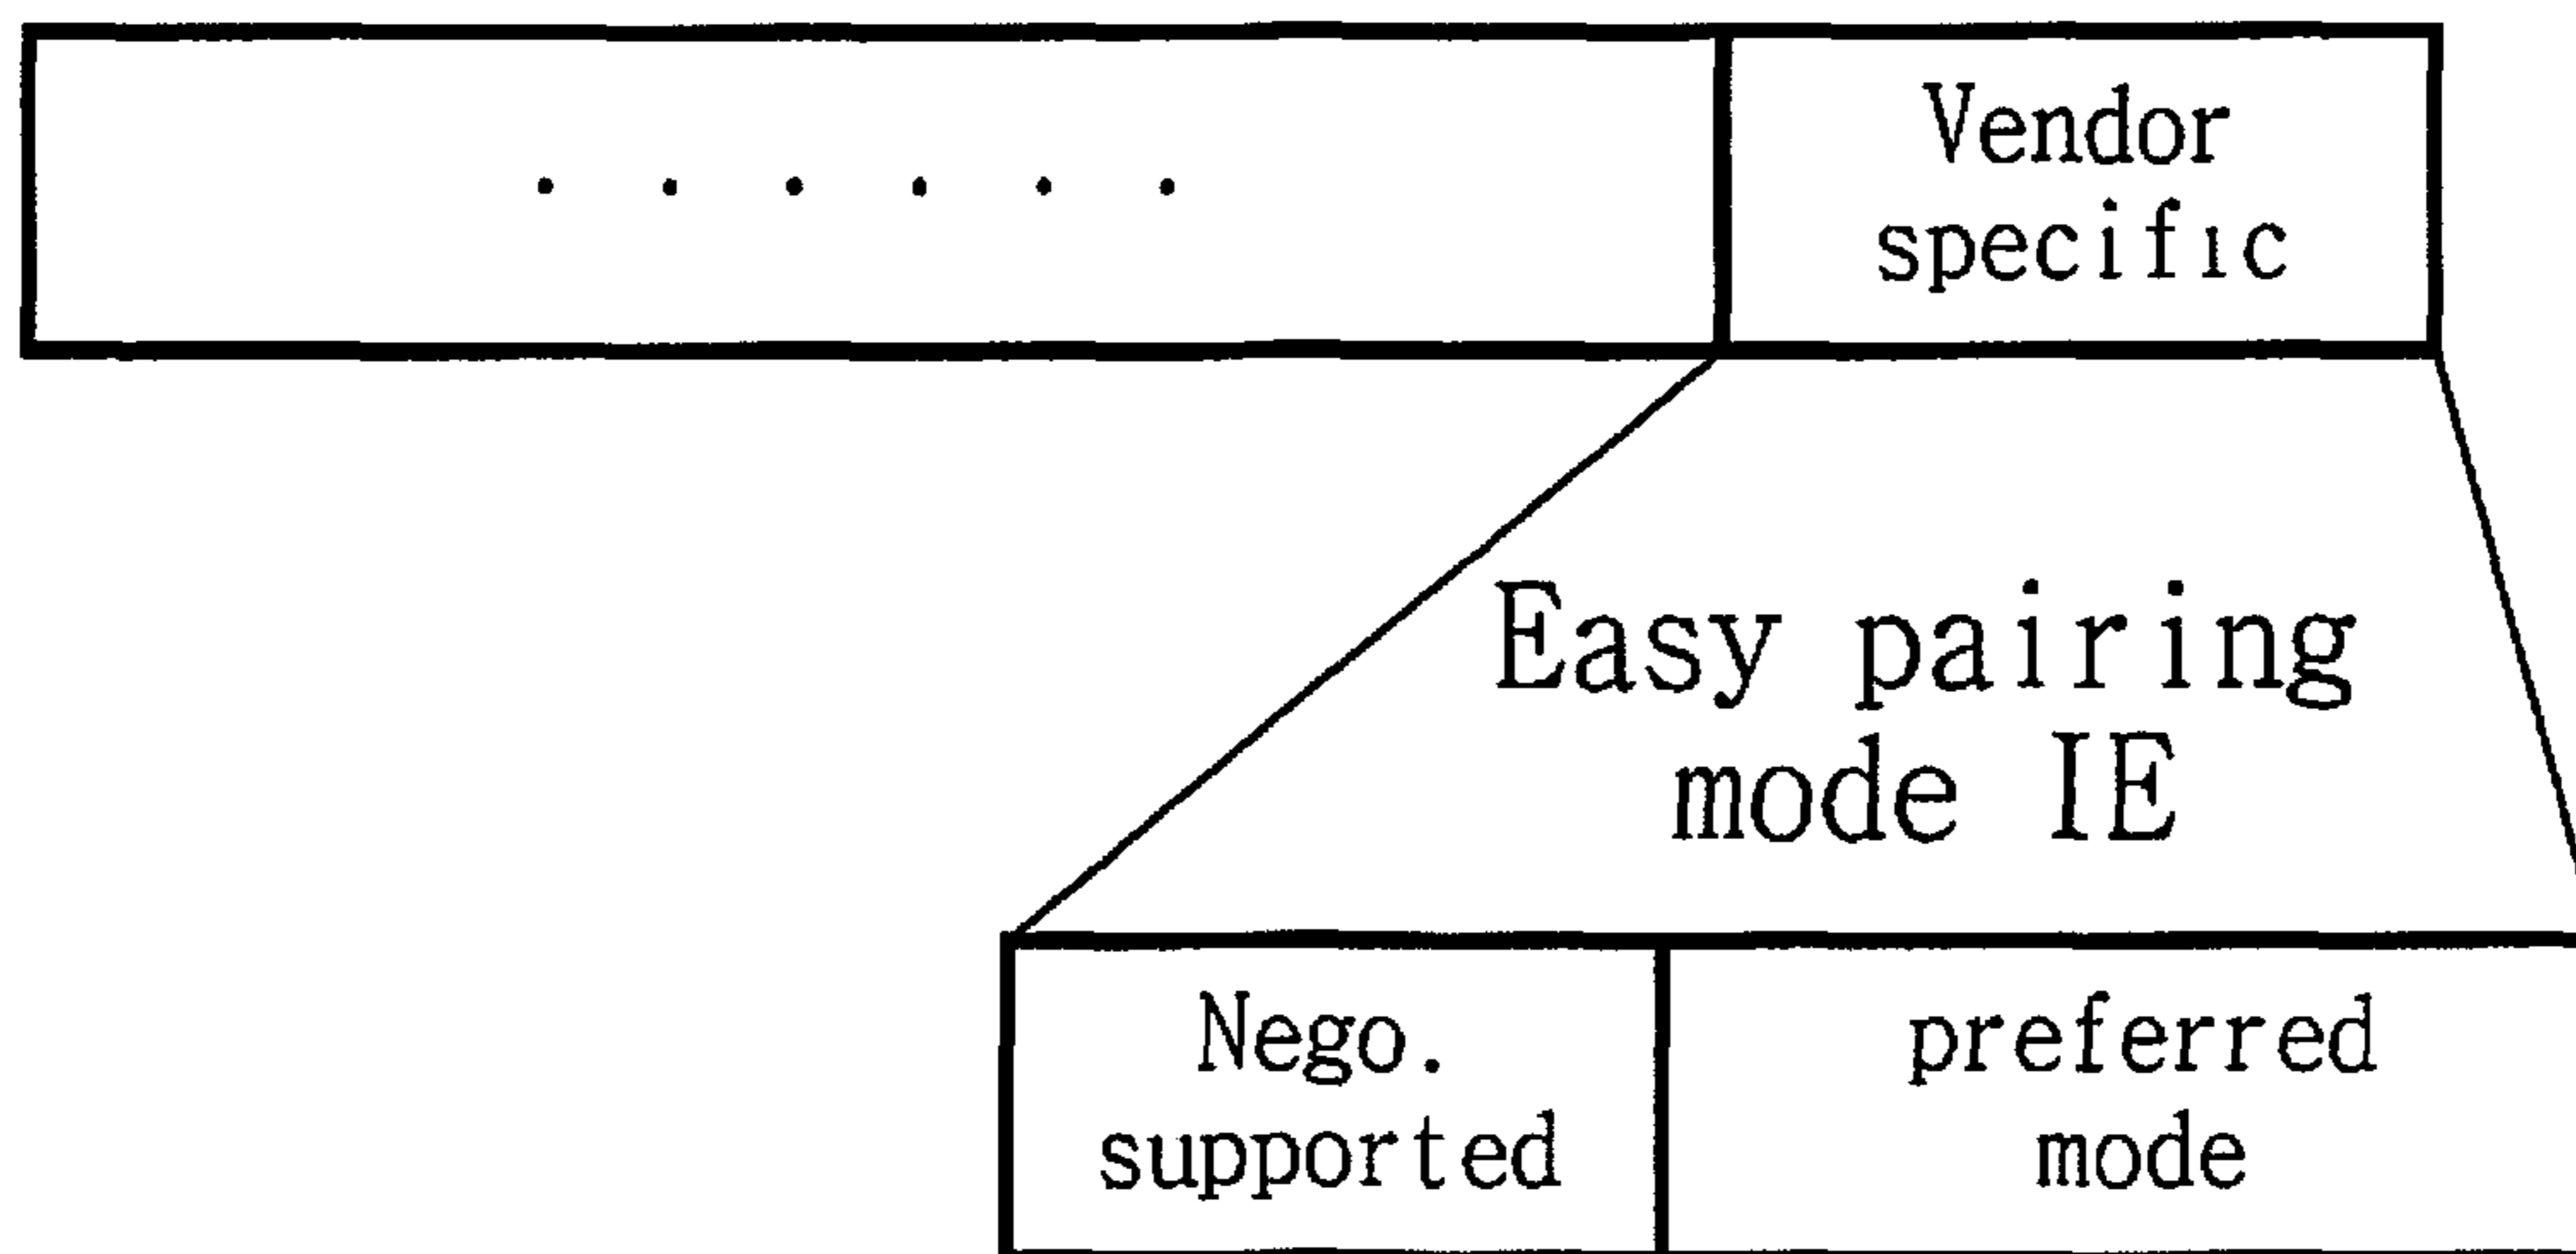 . . . . . .
Vendor
specific
Easy pairing
mode IE
Nego.
supported
preferred
mode